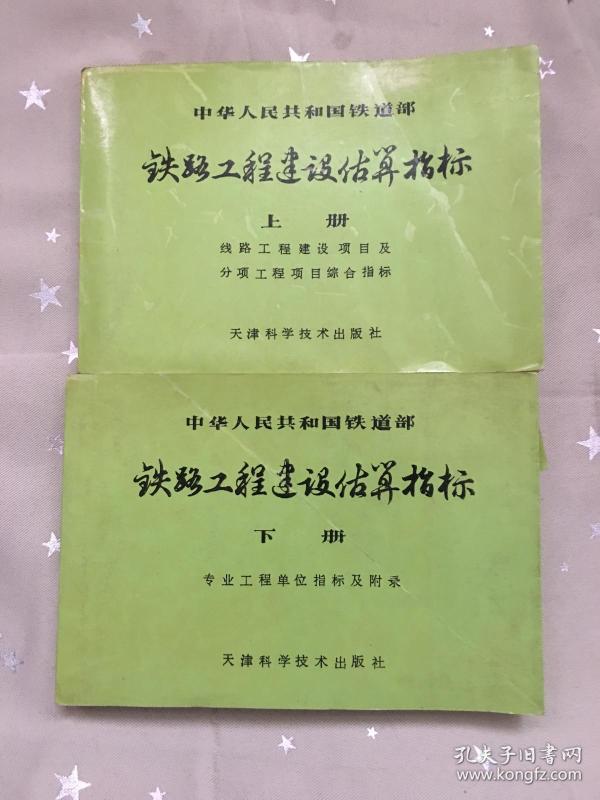 中华人民共和国铁道部
铁路工程建设估算指标
上 册
线路工程建设项目及
分项工程项目综合指标
天津科学技术出版社
中华人民共和国铁道部
铁路工程建设估算指标
下 册
专业工程单位指标及附录
天津科学技术出版社
孔夫子旧书网
www.kongfz.com